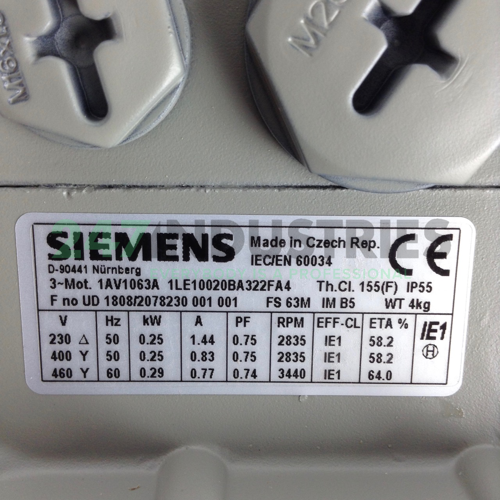 M16x
M25x
SIEMENS Made in Czech Rep. CE
D-90441 Nürnberg IEC/EN 60034
3~Mot. 1AV1063A 1LE10020BA322FA4 Th.Cl. 155(F) IP55
F no UD 1808/2078230 001 001 FS 63M IM B5 WT 4kg
V Hz kW A PF RPM EFF-CL ETA % IE1
230 Δ 50 0.25 1.44 0.75 2835 IE1 58.2 H
400 Y 50 0.25 0.83 0.75 2835 IE1 58.2
460 Y 60 0.29 0.77 0.74 3440 IE1 64.0
INDUSTRIES